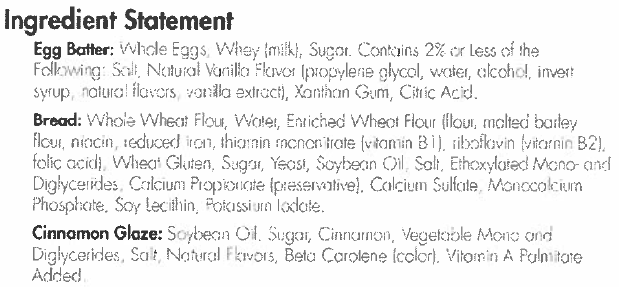 Ingredient Statement
Egg Batter: Whole Eggs, Whey (milk), Sugar. Contains 2% or Less of the
Following: Salt, Natural Vanilla Flavor (propylene glycol, water, alcohol, invert
syrup, natural flavors, vanilla extract), Xanthan Gum, Citric Acid.
Bread: Whole Wheat Flour, Water, Enriched Wheat Flour (flour, malted barley
flour, niacin, reduced iron, thiamin mononitrate (vitamin B1), riboflavin (vitamin B2),
folic acid), Wheat Gluten, Sugar, Yeast, Soybean Oil, Salt, Ethoxylated Mono- and
Diglycerides, Calcium Propionate (preservative), Calcium Sulfate, Monocalcium
Phosphate, Soy Lecithin, Potassium Iodate.
Cinnamon Glaze: Soybean Oil, Sugar, Cinnamon, Vegetable Mono and
Diglycerides, Salt, Natural Flavors, Beta Carotene (color), Vitamin A Palmitate
Added.